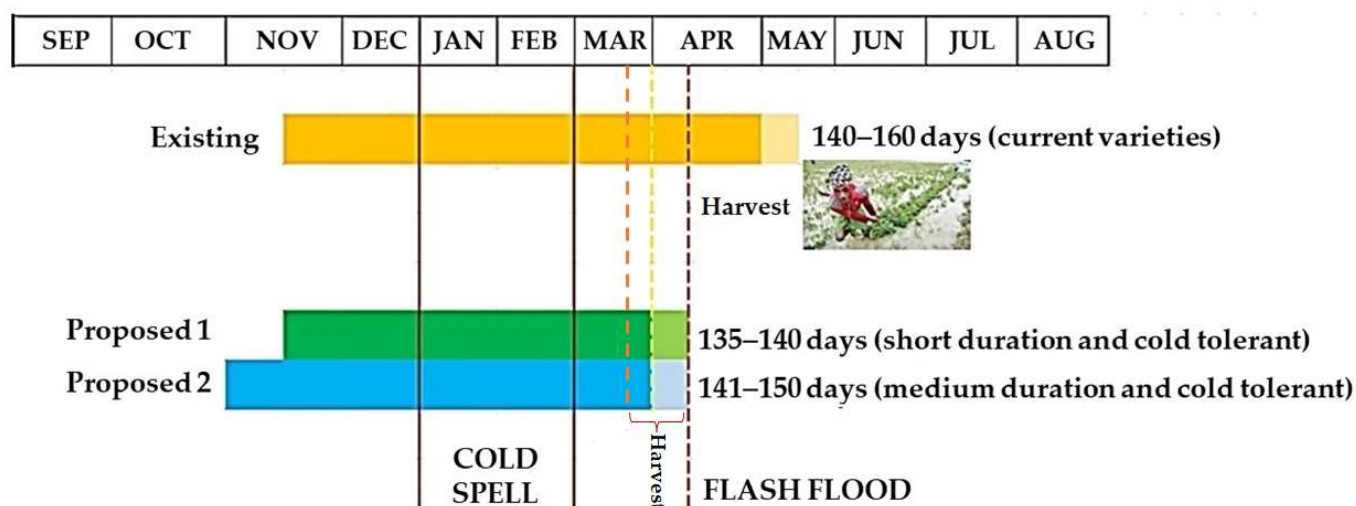 SEP OCT NOV DEC JAN FEB MAR APR MAY JUN JUL AUG
Existing
140–160 days (current varieties)
Harvest
Proposed 1
135–140 days (short duration and cold tolerant)
Proposed 2
141–150 days (medium duration and cold tolerant)
COLD
SPELL
Harvest
FLASH FLOOD